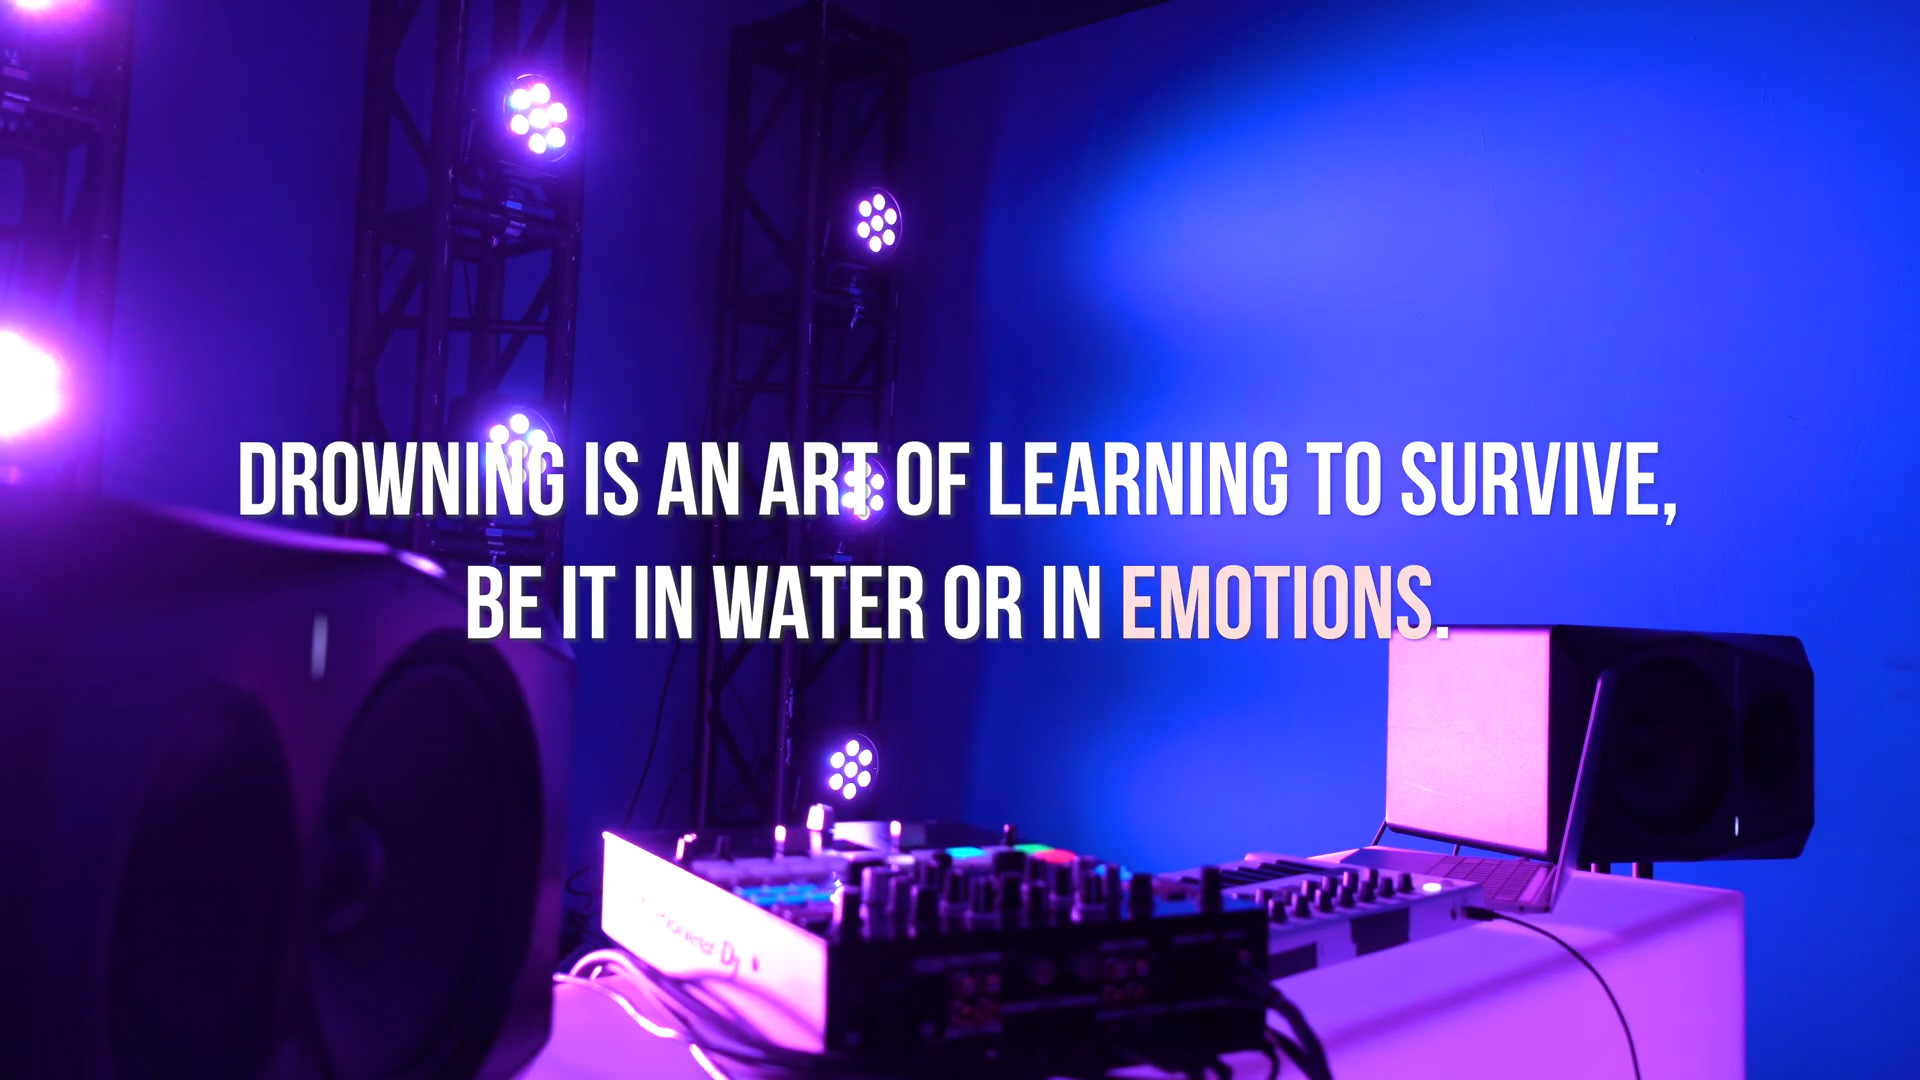 DROWNING IS AN ART OF LEARNING TO SURVIVE,
BE IT IN WATER OR IN EMOTIONS.